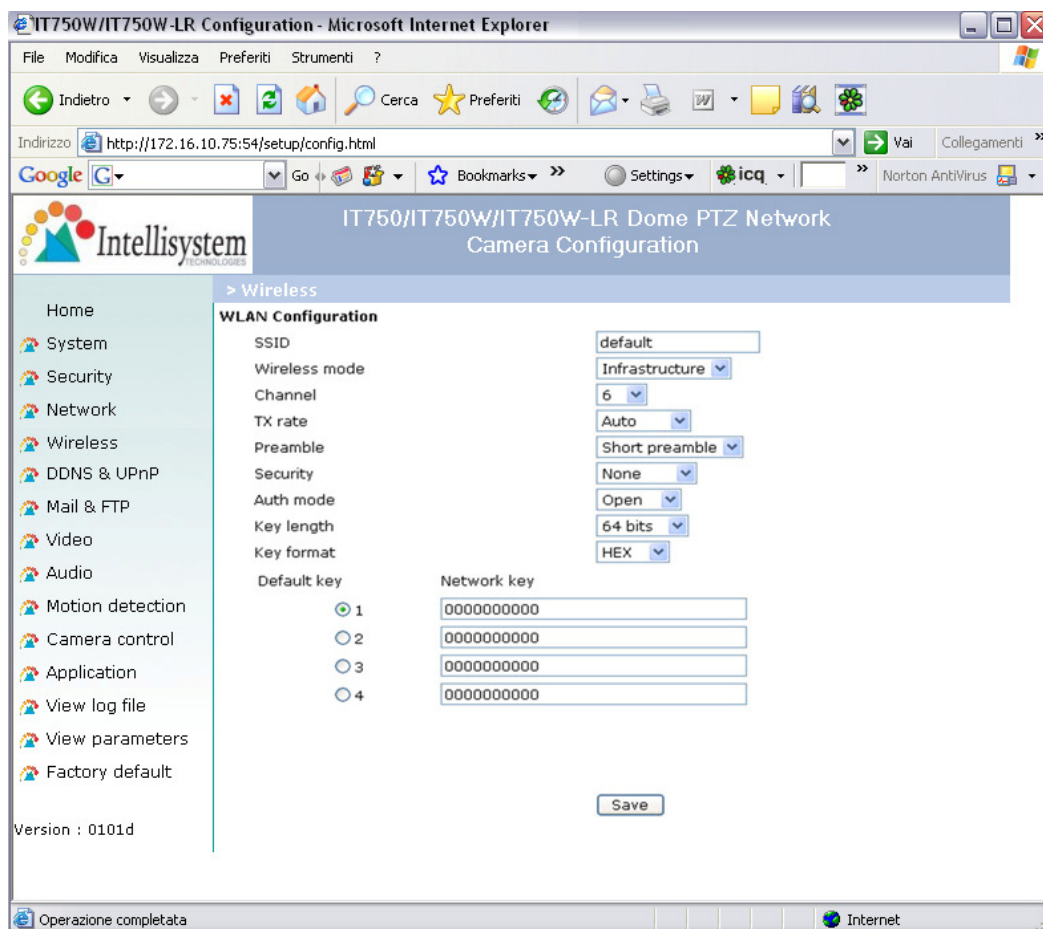 IT750W/IT750W-LR Configuration - Microsoft Internet Explorer
File Modifica Visualizza Preferiti Strumenti ?
Indietro Cerca Preferiti W
Indirizzo http://172.16.10.75:54/setup/config.html Vai Collegamenti »
Google G Go Bookmarks » Settings icq » Norton AntiVirus
Intellisystem
TECHNOLOGIES
IT750/IT750W/IT750W-LR Dome PTZ Network
Camera Configuration
> Wireless
Home
System
Security
Network
Wireless
DDNS & UPnP
Mail & FTP
Video
Audio
Motion detection
Camera control
Application
View log file
View parameters
Factory default
Version : 0101d
WLAN Configuration
SSID default
Wireless mode Infrastructure
Channel 6
TX rate Auto
Preamble Short preamble
Security None
Auth mode Open
Key length 64 bits
Key format HEX
Default key Network key
1 0000000000
2 0000000000
3 0000000000
4 0000000000
Save
Operazione completata Internet